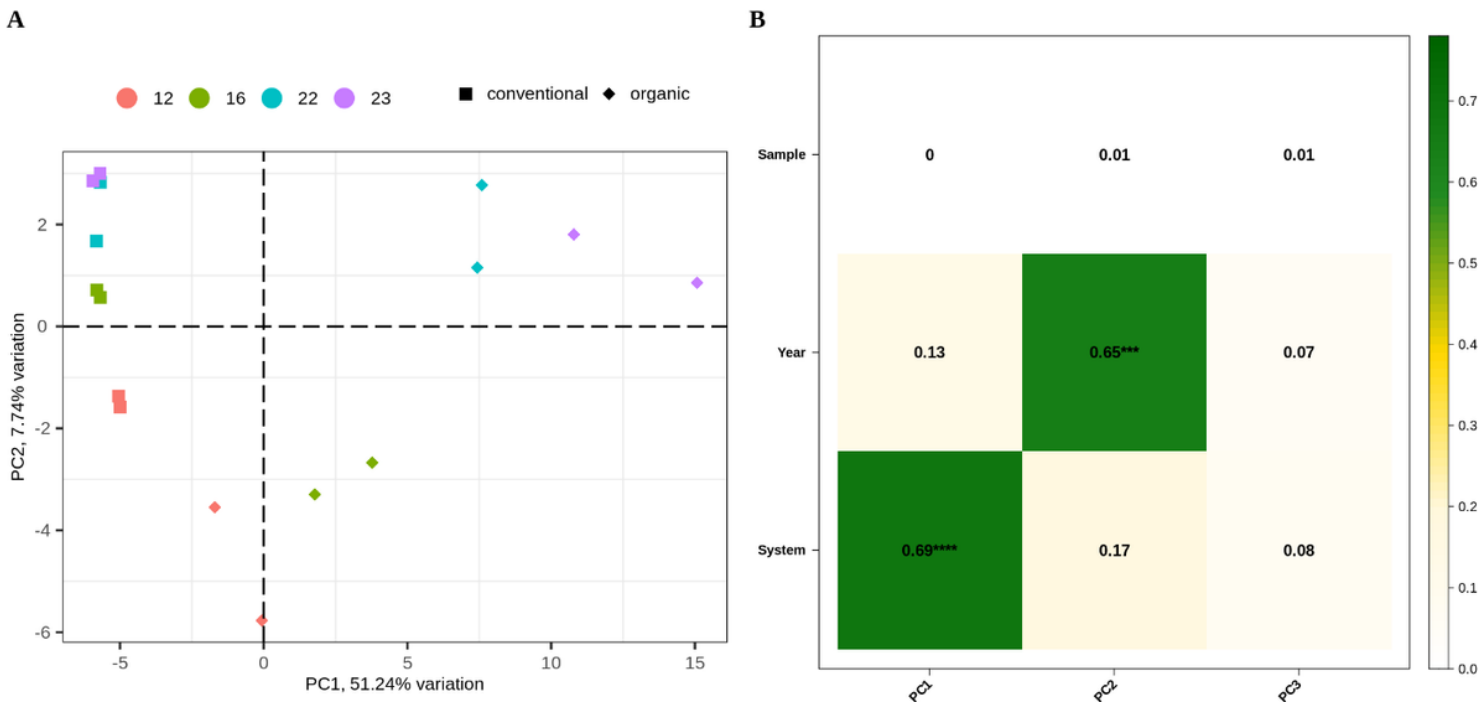 A
B
12 16 22 23 conventional organic
2
0
-2
-4
-6
PC2, 7.74% variation
-5 0 5 10 15
PC1, 51.24% variation
Sample 0 0.01 0.01
Year 0.13 0.65*** 0.07
System 0.69**** 0.17 0.08
PC1 PC2 PC3
0.7
0.6
0.5
0.4
0.3
0.2
0.1
0.0